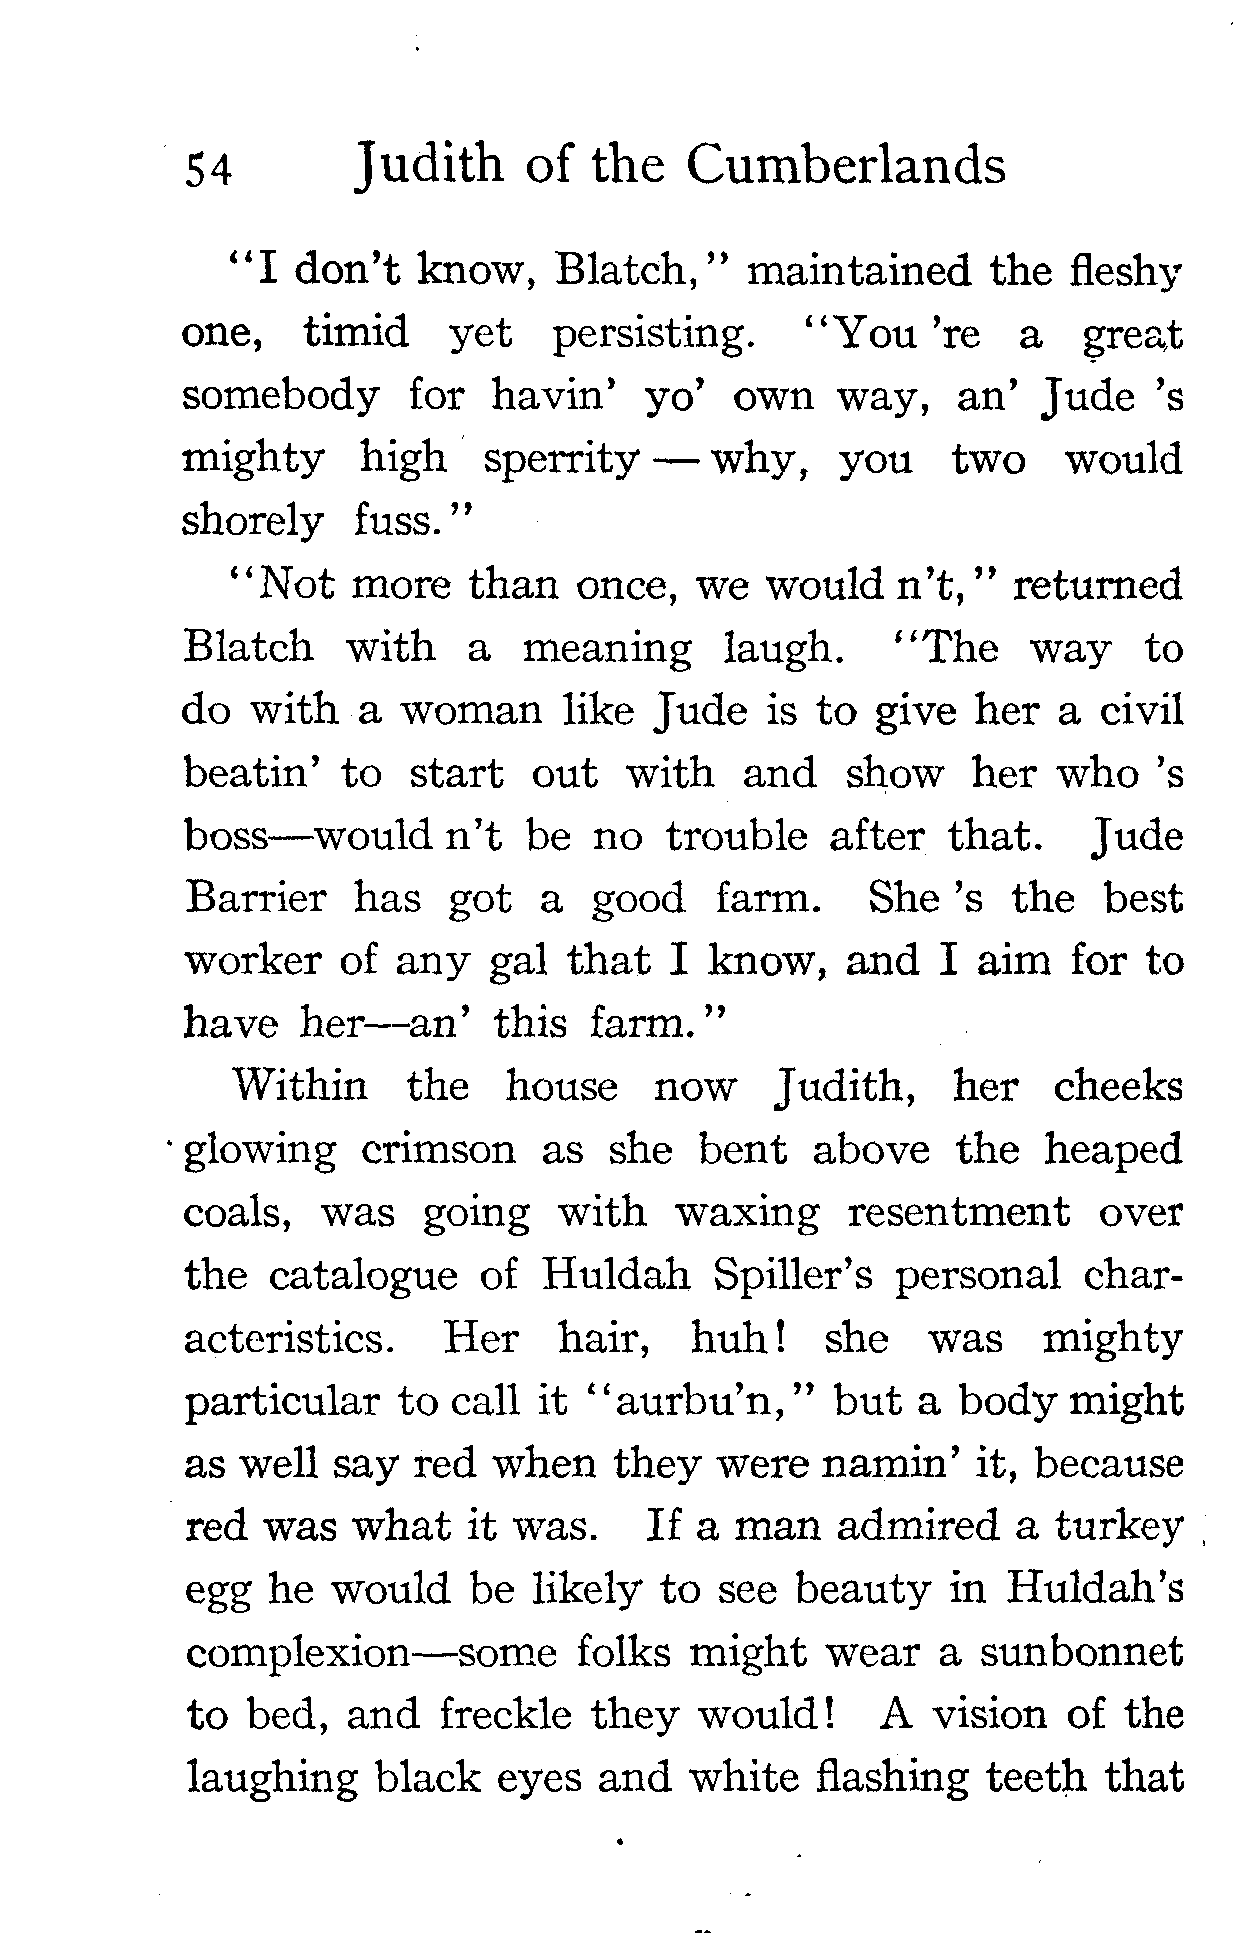 54 Judith of the Cumberlands
"I don't know, Blatch," maintained the fleshy
one, timid yet persisting. "You 're a great
somebody for havin' yo' own way, an' Jude 's
mighty high sperrity — why, you two would
shorely fuss."
"Not more than once, we would n't," returned
Blatch with a meaning laugh. "The way to
do with a woman like Jude is to give her a civil
beatin' to start out with and show her who 's
boss—would n't be no trouble after that. Jude
Barrier has got a good farm. She 's the best
worker of any gal that I know, and I aim for to
have her—an' this farm."
Within the house now Judith, her cheeks
glowing crimson as she bent above the heaped
coals, was going with waxing resentment over
the catalogue of Huldah Spiller's personal char-
acteristics. Her hair, huh! she was mighty
particular to call it "aurbu'n," but a body might
as well say red when they were namin' it, because
red was what it was. If a man admired a turkey
egg he would be likely to see beauty in Huldah's
complexion—some folks might wear a sunbonnet
to bed, and freckle they would! A vision of the
laughing black eyes and white flashing teeth that